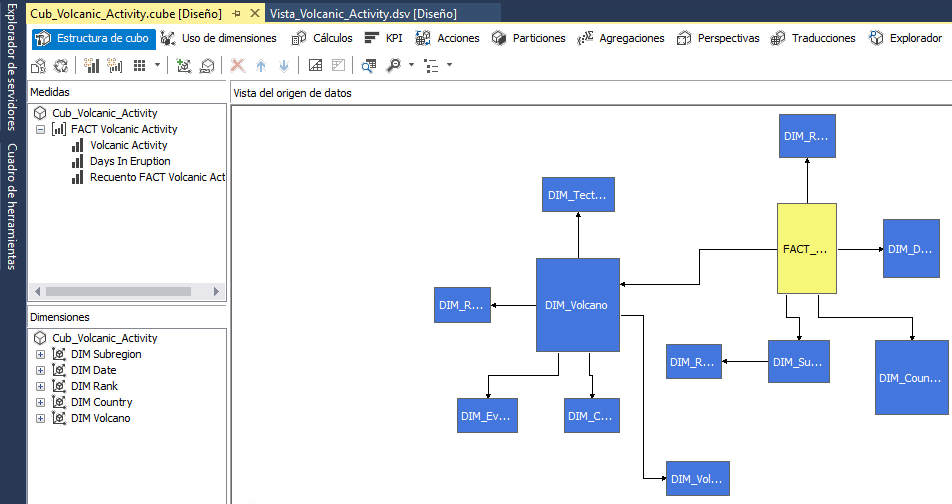 Cub_Volcanic_Activity.cube [Diseño]
Vista_Volcanic_Activity.dsv [Diseño]
Explorador de servidores
Cuadro de herramientas
Estructura de cubo
Uso de dimensiones
Cálculos
KPI
Acciones
Particiones
Agregaciones
Perspectivas
Traducciones
Explorador
Medidas
Cub_Volcanic_Activity
FACT Volcanic Activity
Volcanic Activity
Days In Eruption
Recuento FACT Volcanic Act
Dimensiones
Cub_Volcanic_Activity
DIM Subregion
DIM Date
DIM Rank
DIM Country
DIM Volcano
Vista del origen de datos
DIM_R...
DIM_Tect...
FACT_...
DIM_D...
DIM_Volcano
DIM_R...
DIM_R...
DIM_Su...
DIM_Coun...
DIM_Ev...
DIM_C...
DIM_Vol...